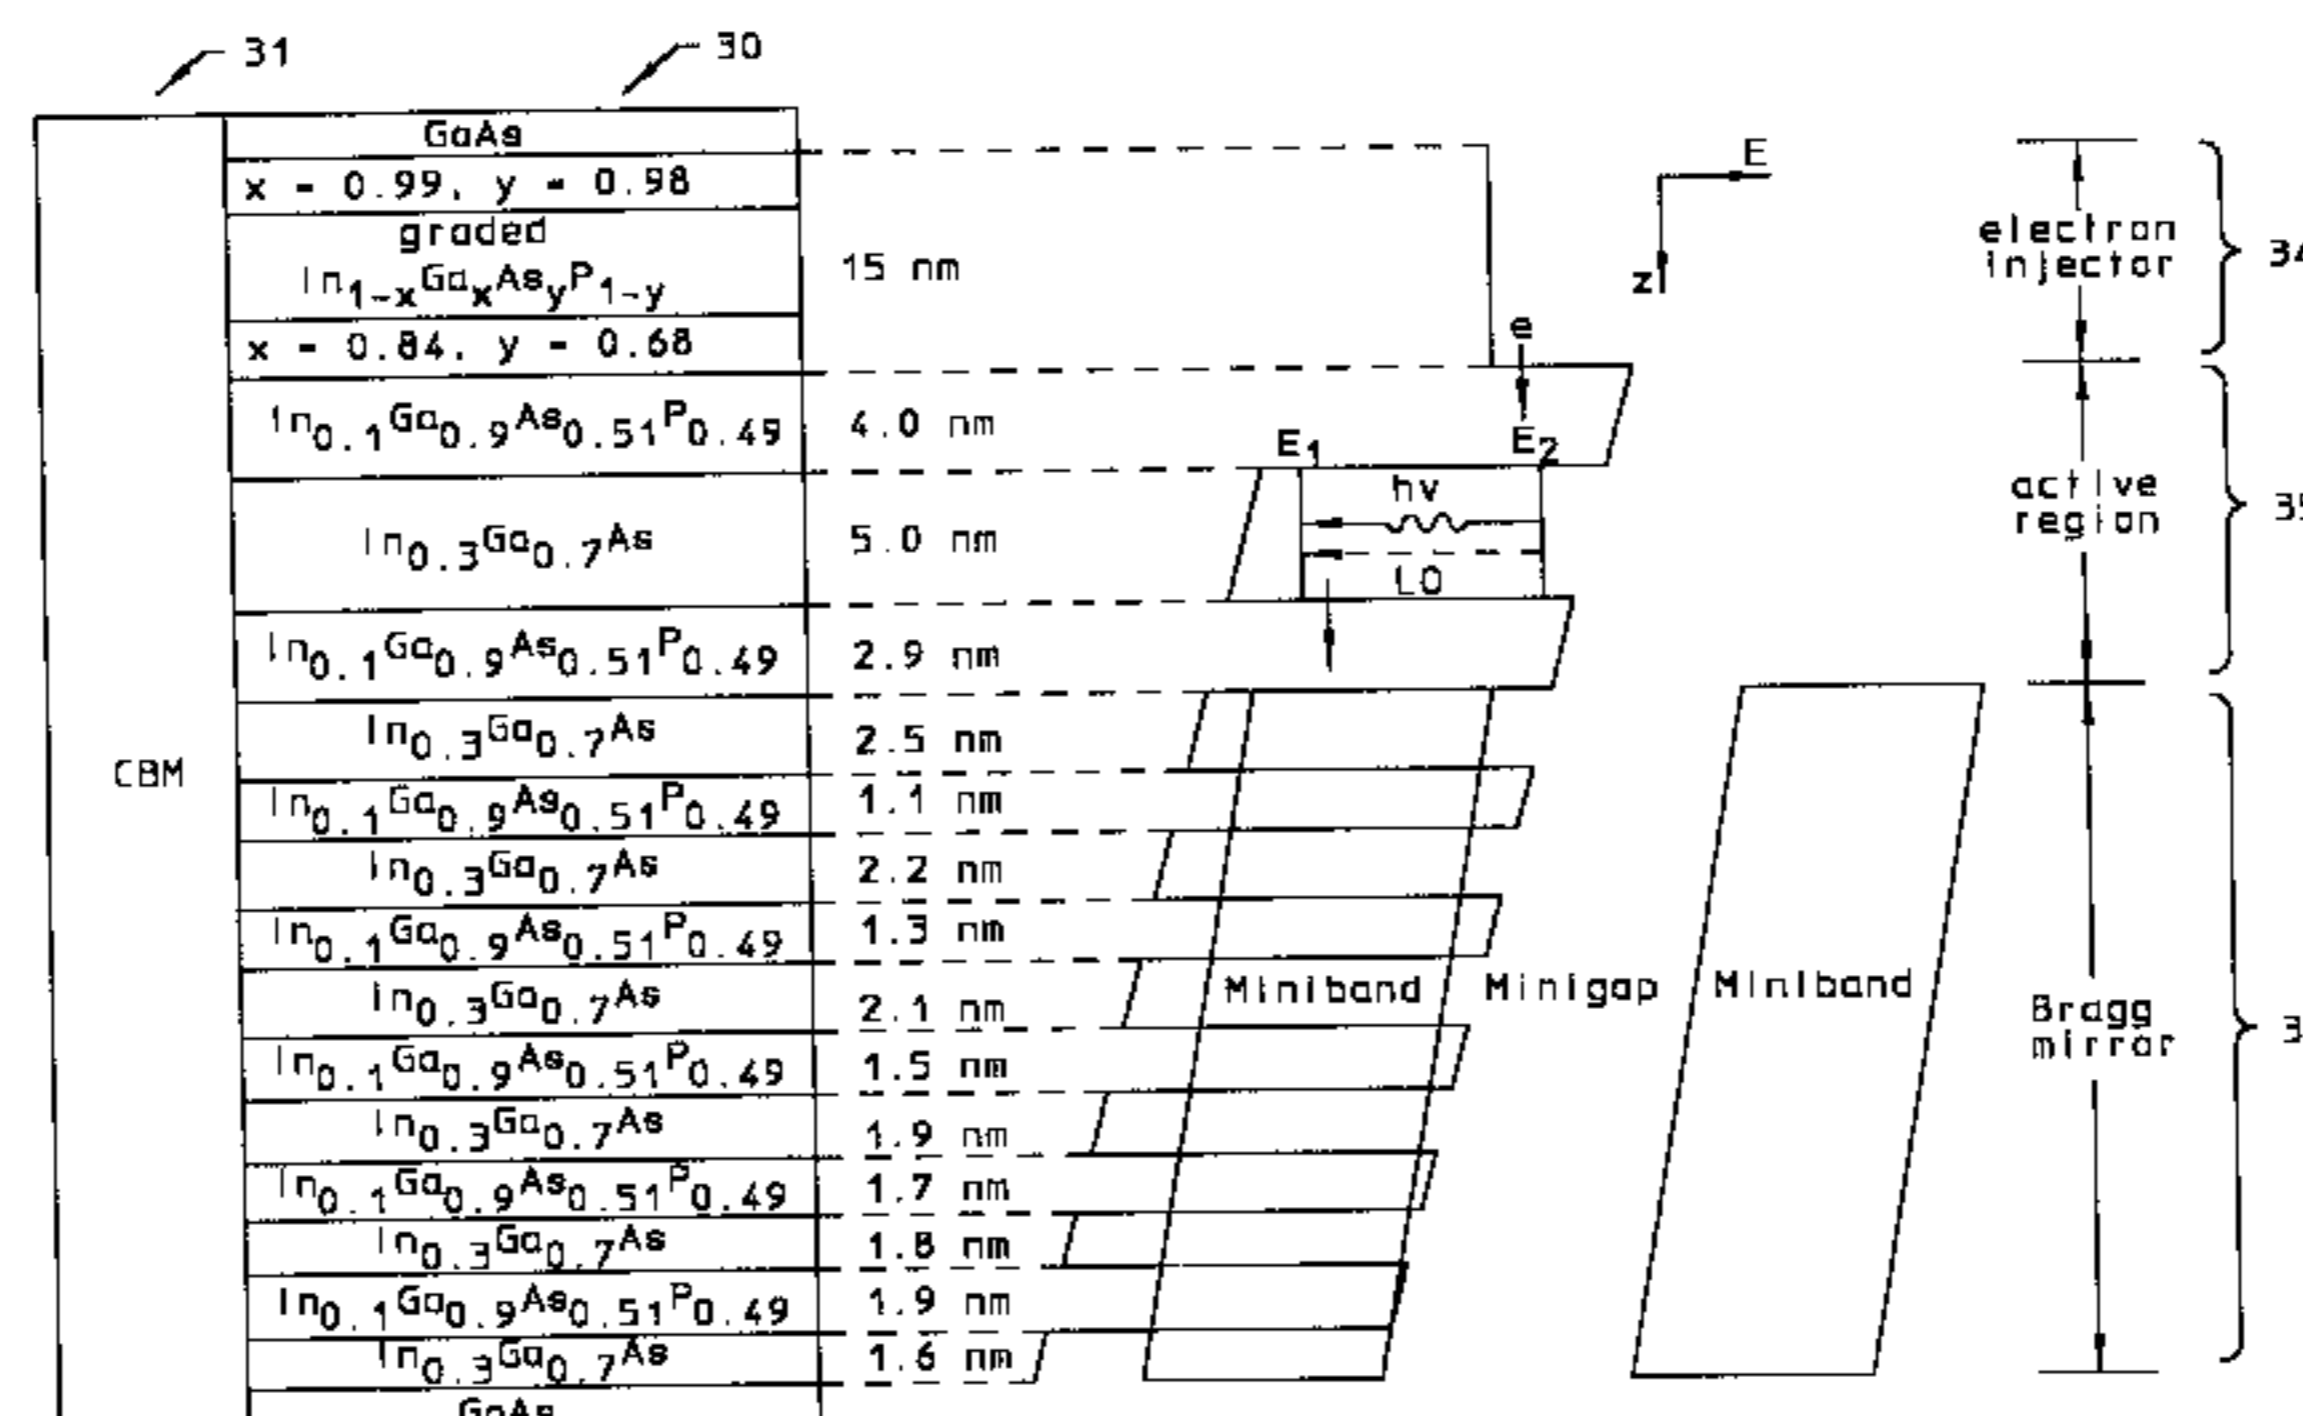 31
30
GaAs
x = 0.99, y = 0.98
graded
In1-xGaxAsyP1-y
x = 0.84, y = 0.68
15 nm
E
z
electron
injector
e
In0.1Ga0.9As0.51P0.49
4.0 nm
E1
E2
hv
LO
active
region
In0.3Ga0.7As
5.0 nm
In0.1Ga0.9As0.51P0.49
2.9 nm
In0.3Ga0.7As
2.5 nm
CBM
In0.1Ga0.9As0.51P0.49
1.1 nm
In0.3Ga0.7As
2.2 nm
In0.1Ga0.9As0.51P0.49
1.3 nm
In0.3Ga0.7As
2.1 nm
Miniband
Minigap
Miniband
Bragg
mirror
In0.1Ga0.9As0.51P0.49
1.5 nm
In0.3Ga0.7As
1.9 nm
In0.1Ga0.9As0.51P0.49
1.7 nm
In0.3Ga0.7As
1.8 nm
In0.1Ga0.9As0.51P0.49
1.9 nm
In0.3Ga0.7As
1.6 nm
GaAs